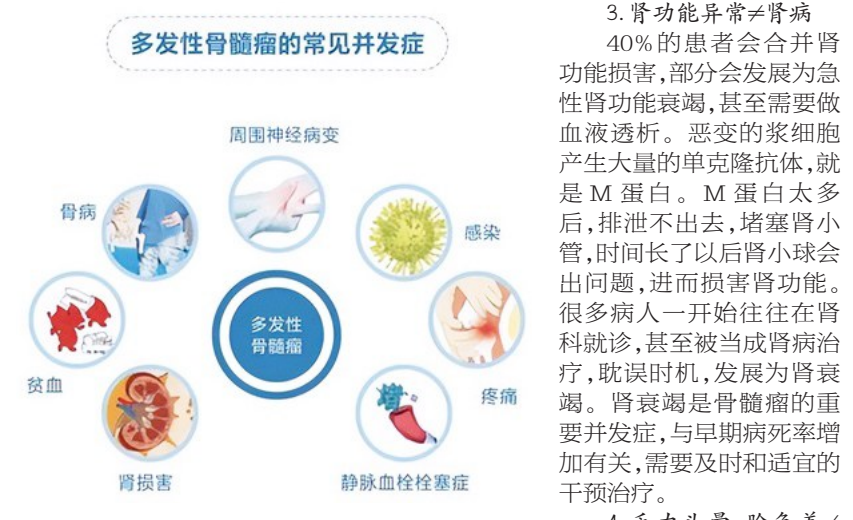 多发性骨髓瘤的常见并发症
周围神经病变
骨病
感染
多发性
骨髓瘤
贫血
疼痛
肾损害
静脉血栓栓塞症
3. 肾功能异常≠肾病
40%的患者会合并肾
功能损害,部分会发展为急
性肾功能衰竭,甚至需要做
血液透析。恶变的浆细胞
产生大量的单克隆抗体,就
是 M 蛋白。M 蛋白太多
后,排泄不出去,堵塞肾小
管,时间长了以后肾小球会
出问题,进而损害肾功能。
很多病人一开始往往在肾
科就诊,甚至被当成肾病治
疗,耽误时机,发展为肾衰
竭。肾衰竭是骨髓瘤的重
要并发症,与早期病死率增
加有关,需要及时和适宜的
干预治疗。